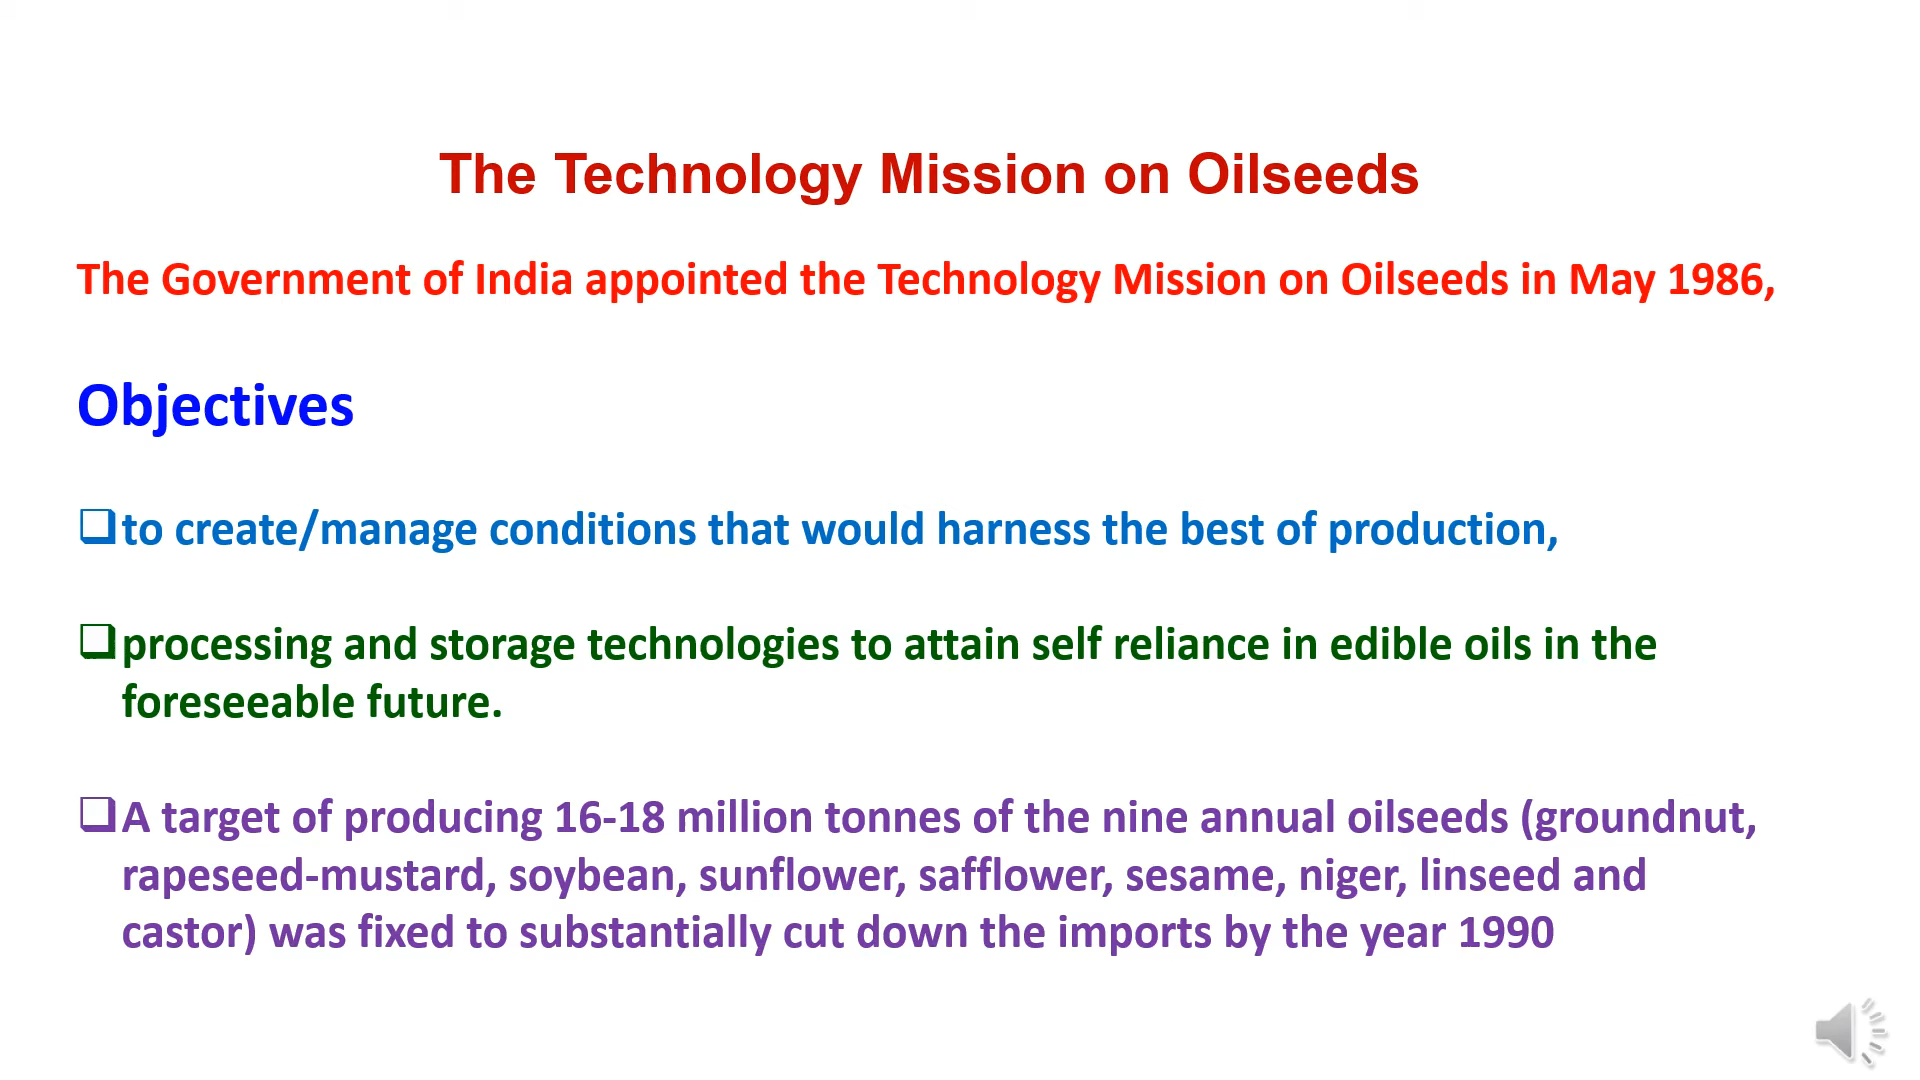 The Technology Mission on Oilseeds
The Government of India appointed the Technology Mission on Oilseeds in May 1986,
Objectives
to create/manage conditions that would harness the best of production,
processing and storage technologies to attain self reliance in edible oils in the
foreseeable future.
A target of producing 16-18 million tonnes of the nine annual oilseeds (groundnut,
rapeseed-mustard, soybean, sunflower, safflower, sesame, niger, linseed and
castor) was fixed to substantially cut down the imports by the year 1990